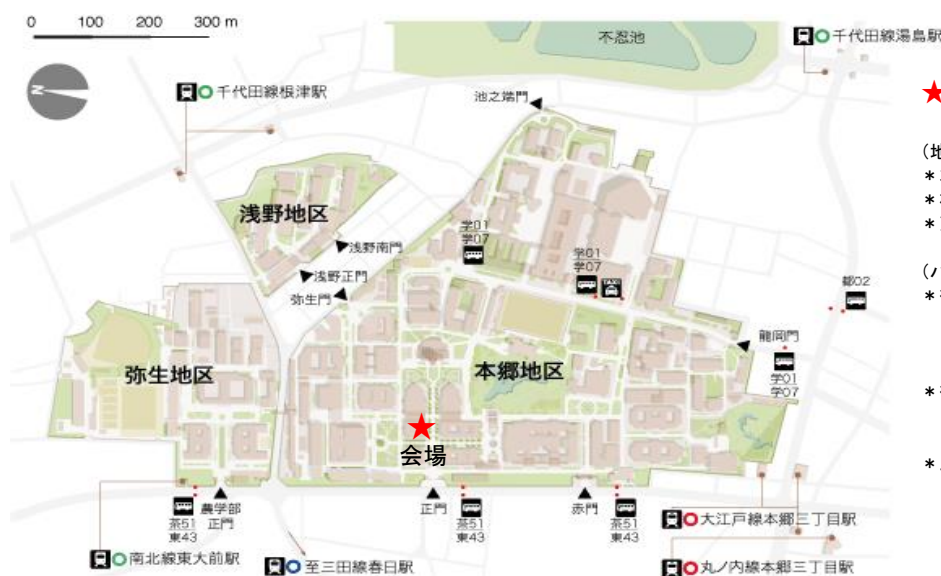 0 100 200 300 m
N
不忍池
千代田線湯島駅
千代田線根津駅
池之端門
★
浅野地区
学01
学07
学01
学07
TAXI
浅野南門
浅野正門
弥生門
都02
龍岡門
学01
学07
弥生地区
本郷地区
★
会場
農学部
正門
茶51
東43
正門
茶51
東43
赤門
茶51
東43
大江戸線本郷三丁目駅
南北線東大前駅
至三田線春日駅
丸ノ内線本郷三丁目駅